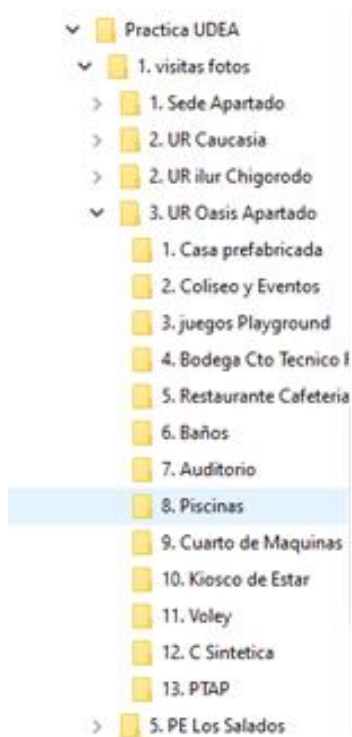 Practica UDEA
1. visitas fotos
1. Sede Apartado
2. UR Caucasia
2. UR ilur Chigorodo
3. UR Oasis Apartado
1. Casa prefabricada
2. Coliseo y Eventos
3. juegos Playground
4. Bodega Cto Tecnico
5. Restaurante Cafeteria
6. Baños
7. Auditorio
8. Piscinas
9. Cuarto de Maquinas
10. Kiosco de Estar
11. Voley
12. C Sintetica
13. PTAP
5. PE Los Salados